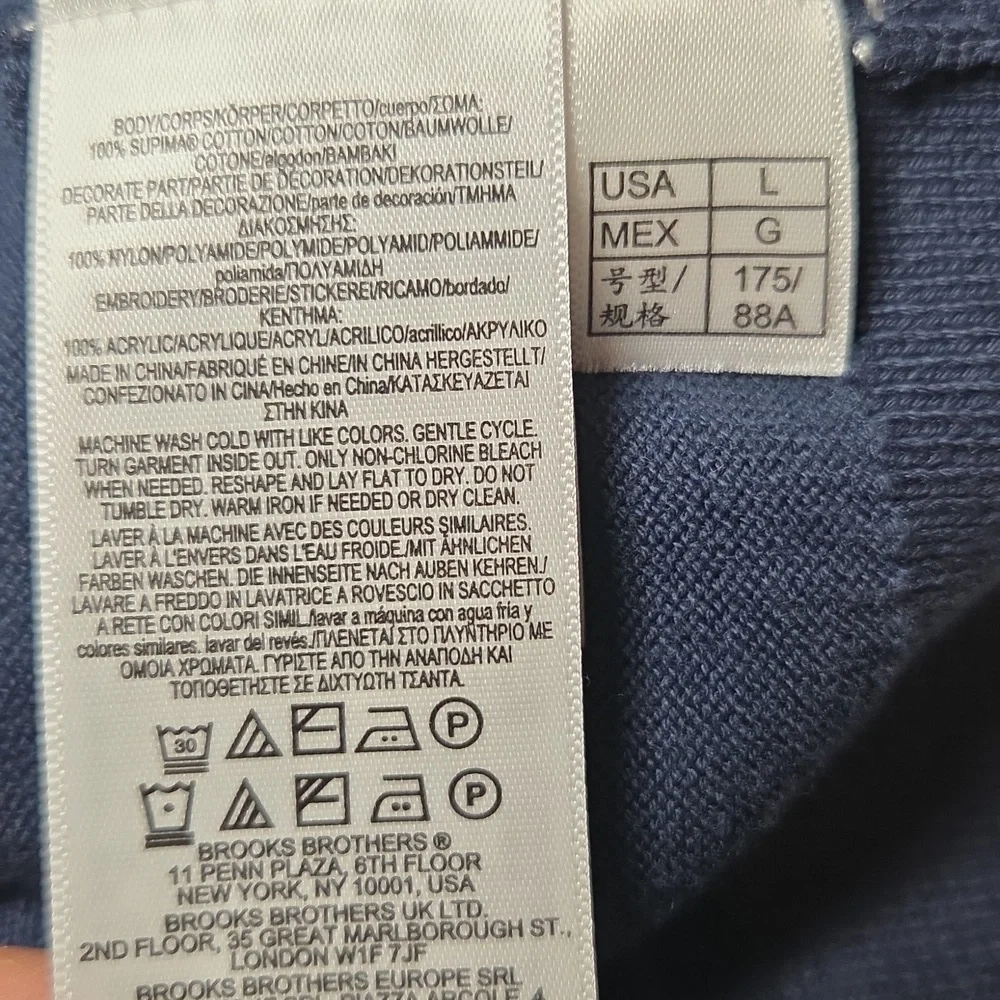 BODY/CORPS/KÖRPER/CORPETTO/cuerpo/ΣΩΜΑ:
100% SUPIMA® COTTON/COTTON/COTON/BAUMWOLLE/
COTONE/algodon/BAMBAKI
DECORATE PART/PARTIE DE DÉCORATION/DEKORATIONSTEIL/
PARTE DELLA DECORAZIONE/parte de decoración/ΤΜΗΜΑ
ΔΙΑΚΟΣΜΗΣΗΣ:
100% NYLON/POLYAMIDE/POLYMIDE/POLYAMID/POLIAMMIDE/
poliamida/ΠΟΛΥΑΜΙΔΗ
EMBROIDERY/BRODERIE/STICKEREI/RICAMO/bordado/
ΚΕΝΤΗΜΑ:
100% ACRYLIC/ACRYLIQUE/ACRYL/ACRILICO/acrillico/ΑΚΡΥΛΙΚΟ
MADE IN CHINA/FABRIQUÉ EN CHINE/IN CHINA HERGESTELLT/
CONFEZIONATO IN CINA/Hecho en China/ΚΑΤΑΣΚΕΥΑΖΕΤΑΙ
ΣΤΗΝ ΚΙΝΑ
MACHINE WASH COLD WITH LIKE COLORS. GENTLE CYCLE.
TURN GARMENT INSIDE OUT. ONLY NON-CHLORINE BLEACH
WHEN NEEDED. RESHAPE AND LAY FLAT TO DRY. DO NOT
TUMBLE DRY. WARM IRON IF NEEDED OR DRY CLEAN.
LAVER À LA MACHINE AVEC DES COULEURS SIMILAIRES.
LAVER À L'ENVERS DANS L'EAU FROIDE./MIT ÄHNLICHEN
FARBEN WASCHEN. DIE INNENSEITE NACH AUßEN KEHREN./
LAVARE A FREDDO IN LAVATRICE A ROVESCIO IN SACCHETTO
A RETE CON COLORI SIMIL./lavar a máquina con agua fría y
colores similares. lavar del revés./ΠΛΕΝΕΤΑΙ ΣΤΟ ΠΛΥΝΤΗΡΙΟ ΜΕ
ΟΜΟΙΑ ΧΡΩΜΑΤΑ. ΓΥΡΙΣΤΕ ΑΠΟ ΤΗΝ ΑΝΑΠΟΔΗ ΚΑΙ
ΤΟΠΟΘΕΤΗΣΤΕ ΣΕ ΔΙΧΤΥΩΤΗ ΤΣΑΝΤΑ.
30 P
P
BROOKS BROTHERS ®
11 PENN PLAZA, 6TH FLOOR
NEW YORK, NY 10001, USA
BROOKS BROTHERS UK LTD.
2ND FLOOR, 35 GREAT MARLBOROUGH ST.,
LONDON W1F 7JF
BROOKS BROTHERS EUROPE SRL
PIAZZA ARCOLE, 4
USA L
MEX G
号型/ 175/
规格 88A